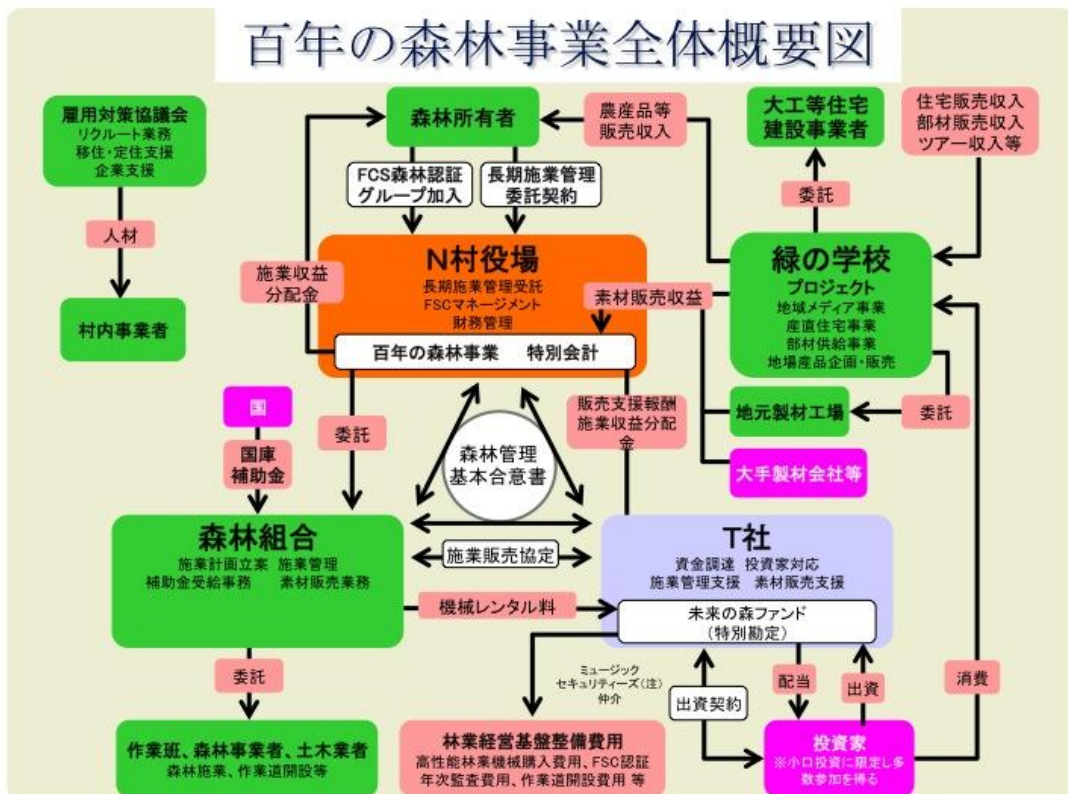 百年の森林事業全体概要図
雇用対策協議会
リクルート業務
移住・定住支援
企業支援
人材
村内事業者
森林所有者
農産品等
販売収入
大工等住宅
建設事業者
住宅販売収入
部材販売収入
ツアー収入等
FCS森林認証
グループ加入
長期施業管理
委託契約
委託
施業収益
分配金
N村役場
長期施業管理受託
FSCマネージメント
財務管理
百年の森林事業 特別会計
素材販売収益
緑の学校
プロジェクト
地域メディア事業
産直住宅事業
部材供給事業
地場産品企画・販売
国
国庫
補助金
委託
森林管理
基本合意書
販売支援報酬
施業収益分配
金
地元製材工場
委託
大手製材会社等
森林組合
施業計画立案 施業管理
補助金受給事務 素材販売業務
施業販売協定
T社
資金調達 投資家対応
施業管理支援 素材販売支援
未来の森ファンド
(特別勘定)
機械レンタル料
委託
ミュージック
セキュリティーズ(注)
仲介
出資契約
配当
出資
消費
作業班、森林事業者、土木業者
森林施業、作業道開設等
林業経営基盤整備費用
高性能林業機械購入費用、FSC認証
年次監査費用、作業道開設費用 等
投資家
※小口投資に限定し多
数参加を得る